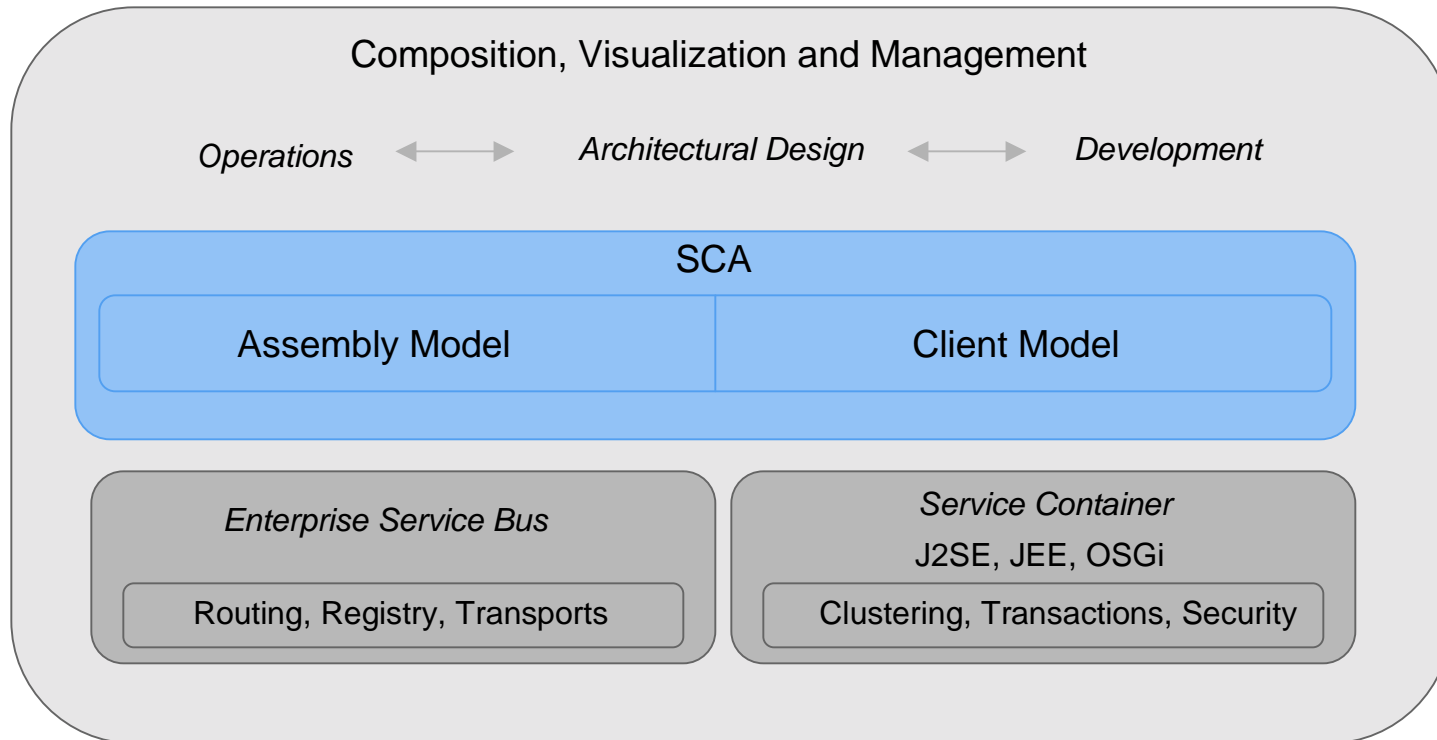 Composition, Visualization and Management
Operations
Architectural Design
Development
SCA
Assembly Model
Client Model
Enterprise Service Bus
Routing, Registry, Transports
Service Container
J2SE, JEE, OSGi
Clustering, Transactions, Security